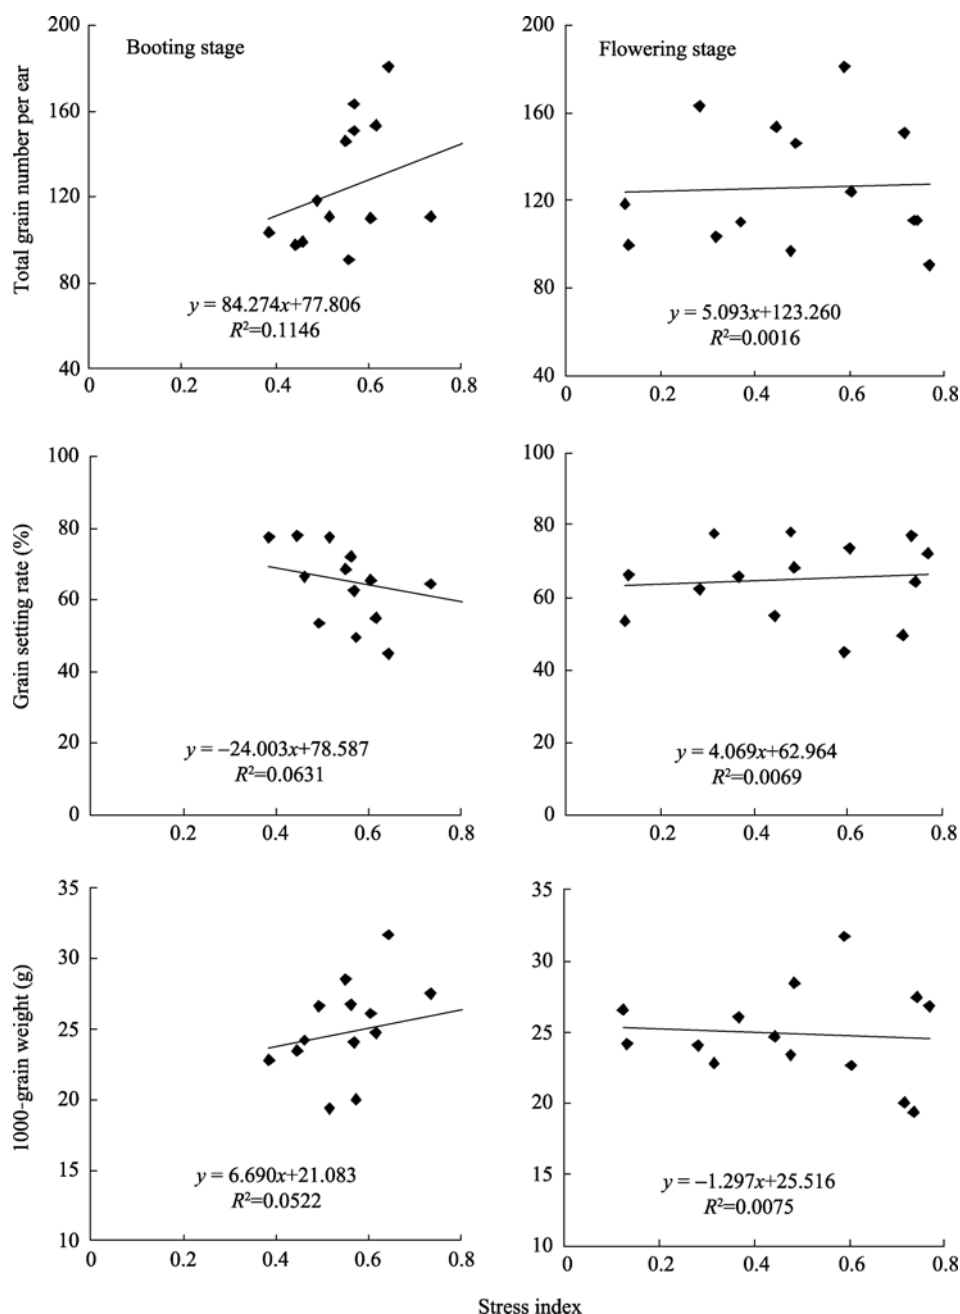 Booting stage
Total grain number per ear
200
160
120
80
40
y = 84.274x+77.806
R²=0.1146
0 0.2 0.4 0.6 0.8
Flowering stage
200
160
120
80
40
y = 5.093x+123.260
R²=0.0016
0 0.2 0.4 0.6 0.8
Grain setting rate (%)
100
80
60
40
20
0
y = −24.003x+78.587
R²=0.0631
0.2 0.4 0.6 0.8
100
80
60
40
20
0
y = 4.069x+62.964
R²=0.0069
0.2 0.4 0.6 0.8
1000-grain weight (g)
35
30
25
20
15
10
y = 6.690x+21.083
R²=0.0522
0 0.2 0.4 0.6 0.8
35
30
25
20
15
10
y = −1.297x+25.516
R²=0.0075
0 0.2 0.4 0.6 0.8
Stress index